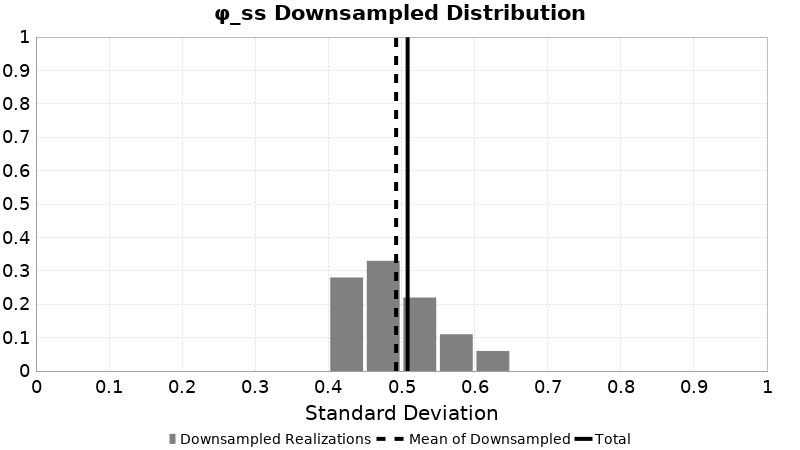 φ_ss Downsampled Distribution
1
0.9
0.8
0.7
0.6
0.5
0.4
0.3
0.2
0.1
0
0 0.1 0.2 0.3 0.4 0.5 0.6 0.7 0.8 0.9 1
Standard Deviation
Downsampled Realizations Mean of Downsampled Total